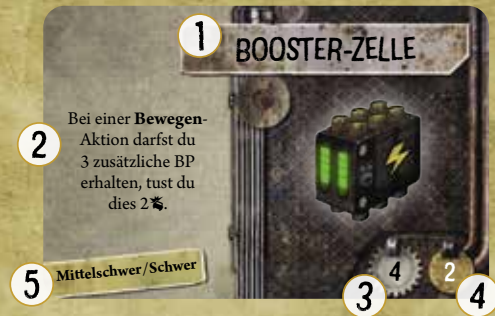 1
BOOSTER-ZELLE
2
Bei einer Bewegen-
Aktion darfst du
3 zusätzliche BP
erhalten, tust du
dies 2.
5
Mittelschwer/Schwer
4
2
3
4